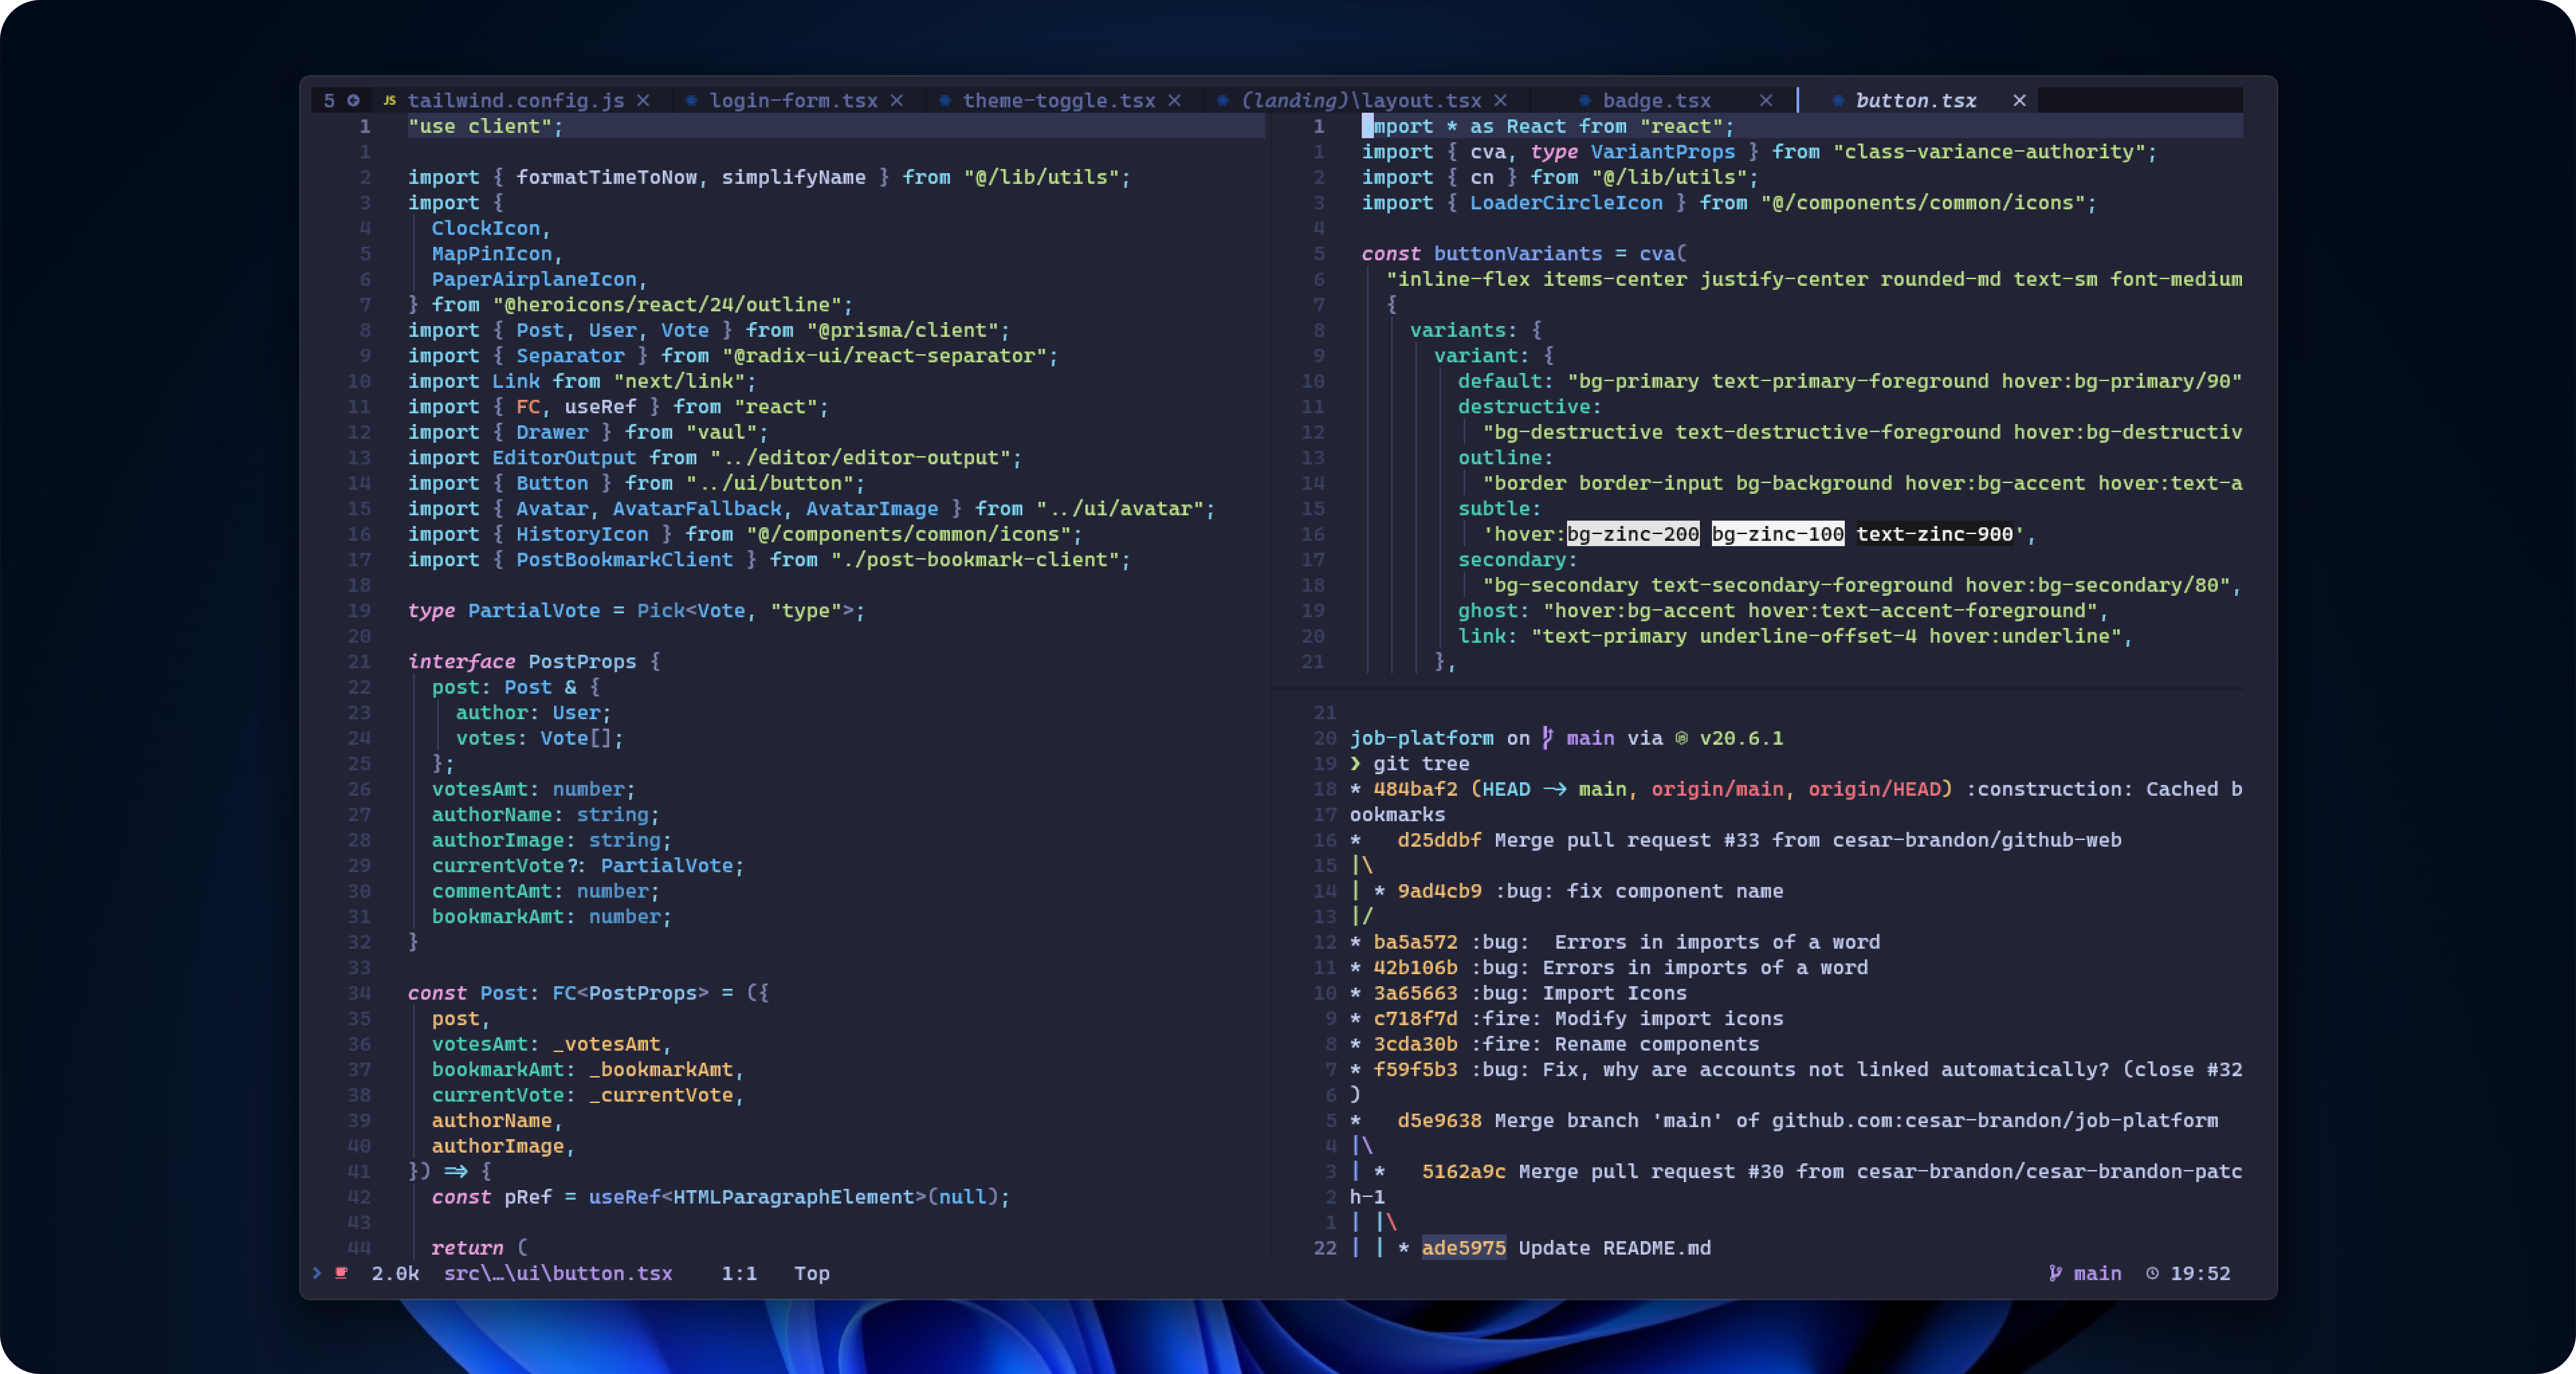 5 JS tailwind.config.js × login-form.tsx × theme-toggle.tsx × (landing)\layout.tsx × badge.tsx × button.tsx ×
1 "use client";
1
2 import { formatTimeToNow, simplifyName } from "@/lib/utils";
3 import {
4 ClockIcon,
5 MapPinIcon,
6 PaperAirplaneIcon,
7 } from "@heroicons/react/24/outline";
8 import { Post, User, Vote } from "@prisma/client";
9 import { Separator } from "@radix-ui/react-separator";
10 import Link from "next/link";
11 import { FC, useRef } from "react";
12 import { Drawer } from "vaul";
13 import EditorOutput from "../editor/editor-output";
14 import { Button } from "../ui/button";
15 import { Avatar, AvatarFallback, AvatarImage } from "../ui/avatar";
16 import { HistoryIcon } from "@/components/common/icons";
17 import { PostBookmarkClient } from "./post-bookmark-client";
18
19 type PartialVote = Pick<Vote, "type">;
20
21 interface PostProps {
22 post: Post & {
23 author: User;
24 votes: Vote[];
25 };
26 votesAmt: number;
27 authorName: string;
28 authorImage: string;
29 currentVote?: PartialVote;
30 commentAmt: number;
31 bookmarkAmt: number;
32 }
33
34 const Post: FC<PostProps> = ({
35 post,
36 votesAmt: _votesAmt,
37 bookmarkAmt: _bookmarkAmt,
38 currentVote: _currentVote,
39 authorName,
40 authorImage,
41 }) => {
42 const pRef = useRef<HTMLParagraphElement>(null);
43
44 return (
1 import * as React from "react";
1 import { cva, type VariantProps } from "class-variance-authority";
2 import { cn } from "@/lib/utils";
3 import { LoaderCircleIcon } from "@/components/common/icons";
4
5 const buttonVariants = cva(
6 "inline-flex items-center justify-center rounded-md text-sm font-medium
7 {
8 variants: {
9 variant: {
10 default: "bg-primary text-primary-foreground hover:bg-primary/90"
11 destructive:
12 "bg-destructive text-destructive-foreground hover:bg-destructiv
13 outline:
14 "border border-input bg-background hover:bg-accent hover:text-a
15 subtle:
16 'hover:bg-zinc-200 bg-zinc-100 text-zinc-900',
17 secondary:
18 "bg-secondary text-secondary-foreground hover:bg-secondary/80",
19 ghost: "hover:bg-accent hover:text-accent-foreground",
20 link: "text-primary underline-offset-4 hover:underline",
21 },
21
20 job-platform on main via v20.6.1
19 ❯ git tree
18 * 484baf2 (HEAD -> main, origin/main, origin/HEAD) :construction: Cached b
17 ookmarks
16 *   d25ddbf Merge pull request #33 from cesar-brandon/github-web
15 |\
14 | * 9ad4cb9 :bug: fix component name
13 |/
12 * ba5a572 :bug:  Errors in imports of a word
11 * 42b106b :bug: Errors in imports of a word
10 * 3a65663 :bug: Import Icons
9 * c718f7d :fire: Modify import icons
8 * 3cda30b :fire: Rename components
7 * f59f5b3 :bug: Fix, why are accounts not linked automatically? (close #32
6 )
5 *   d5e9638 Merge branch 'main' of github.com:cesar-brandon/job-platform
4 |\
3 | *   5162a9c Merge pull request #30 from cesar-brandon/cesar-brandon-patc
2 h-1
1 | |\
22 | | * ade5975 Update README.md
2.0k src\…\ui\button.tsx 1:1 Top main 19:52